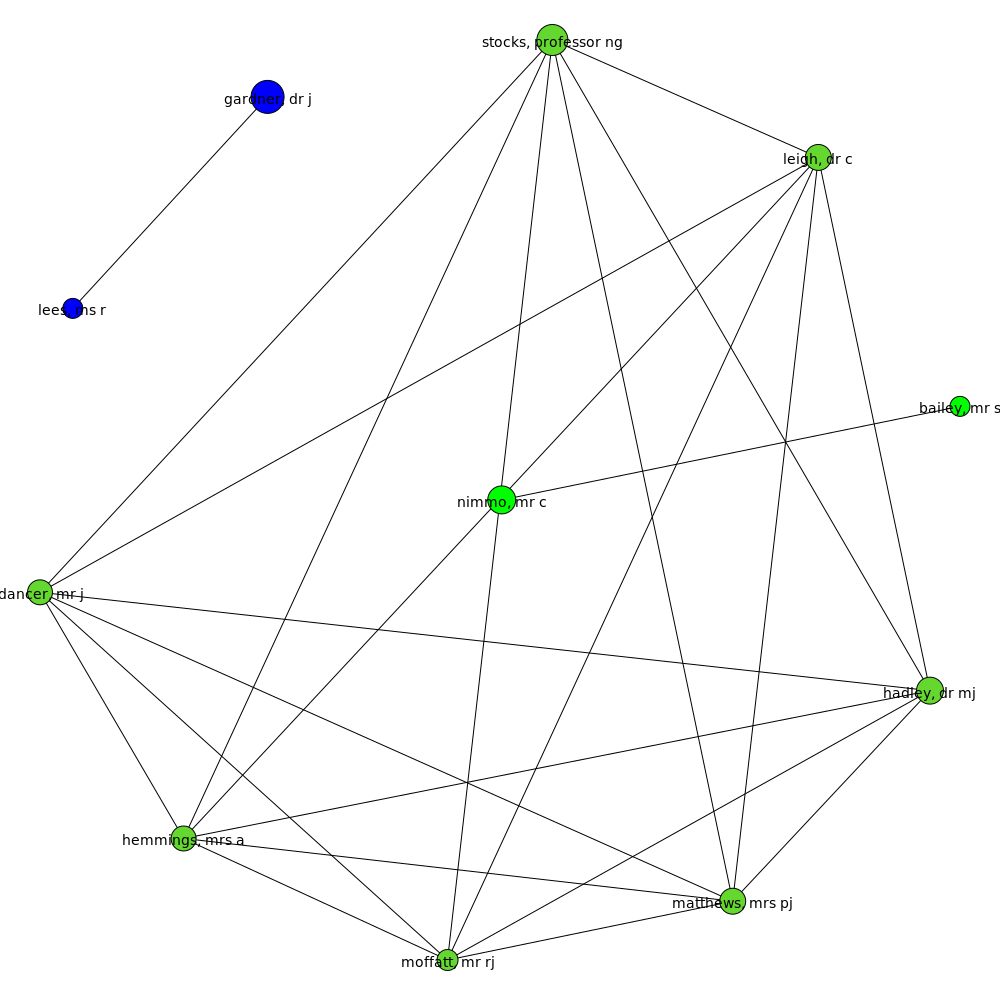 stocks, professor ng
gardner, dr j
leigh, dr c
lees, ms r
bailey, mr s
nimmo, mr c
dancer, mr j
hadley, dr mj
hemmings, mrs a
matthews, mrs pj
moffatt, mr rj